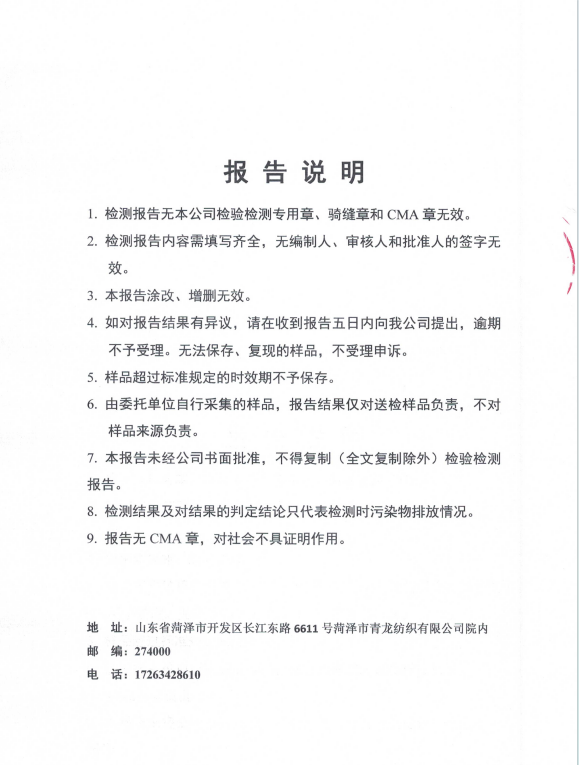 报 告 说 明
1. 检测报告无本公司检验检测专用章、骑缝章和 CMA 章无效。
2. 检测报告内容需填写齐全，无编制人、审核人和批准人的签字无
效。
3. 本报告涂改、增删无效。
4. 如对报告结果有异议，请在收到报告五日内向我公司提出，逾期
不予受理。无法保存、复现的样品，不受理申诉。
5. 样品超过标准规定的时效期不予保存。
6. 由委托单位自行采集的样品，报告结果仅对送检样品负责，不对
样品来源负责。
7. 本报告未经公司书面批准，不得复制（全文复制除外）检验检测
报告。
8. 检测结果及对结果的判定结论只代表检测时污染物排放情况。
9. 报告无 CMA 章，对社会不具证明作用。
地 址：山东省菏泽市开发区长江东路 6611 号菏泽市青龙纺织有限公司院内
邮 编：274000
电 话：17263428610